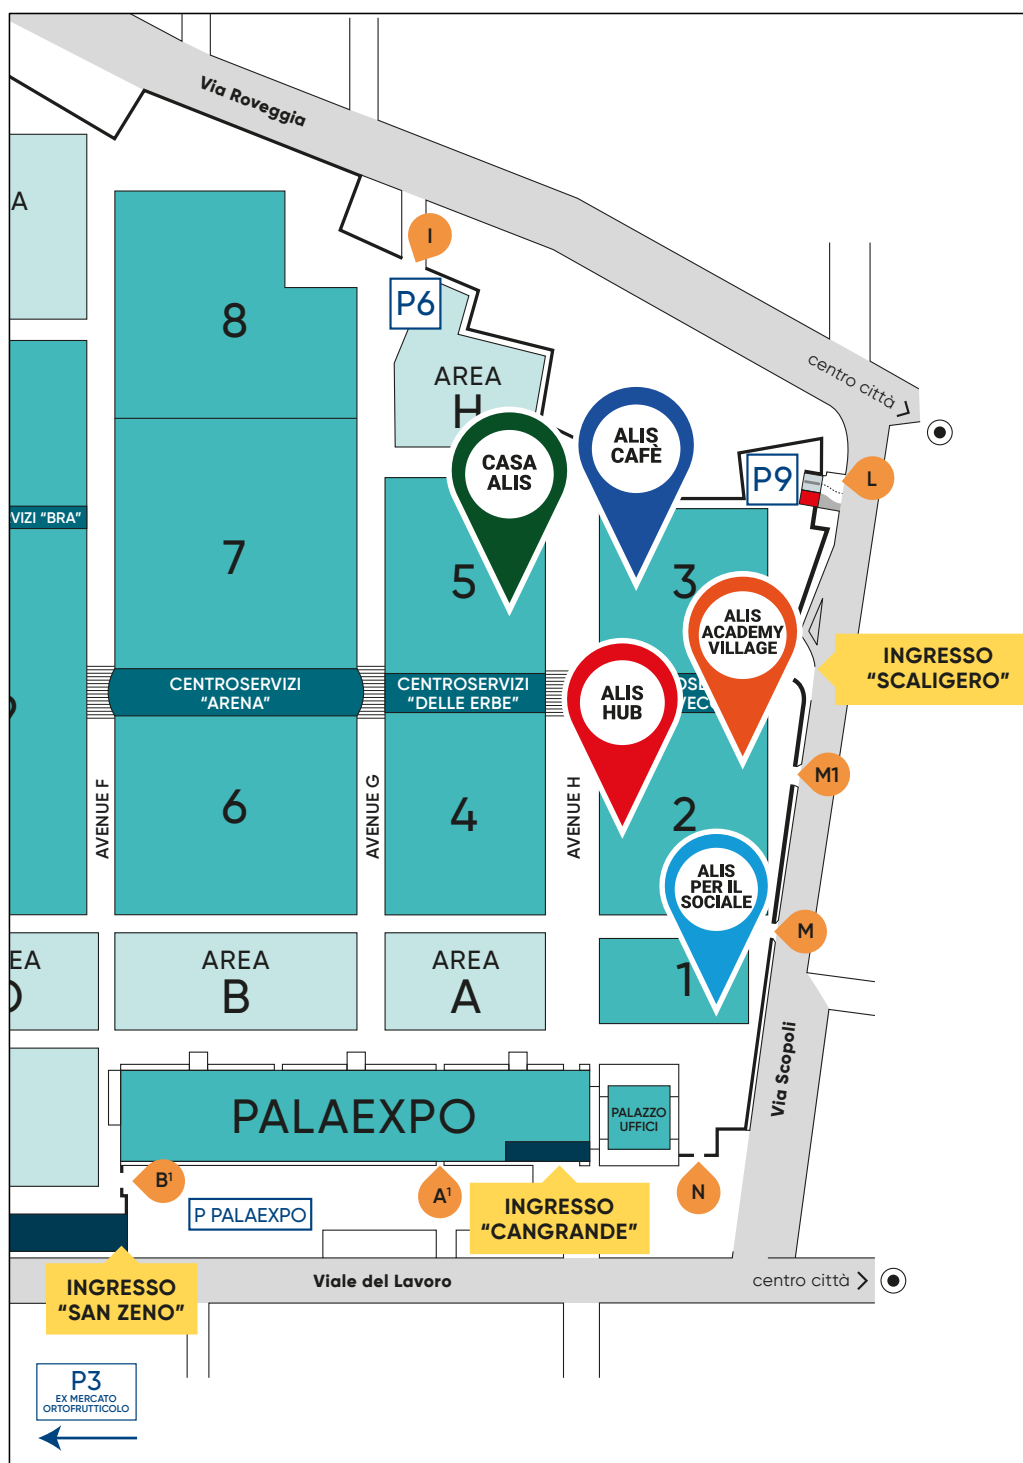 Via Roveggia
A
I
P6
8
centro città
AREA
H
CASA
ALIS
ALIS
CAFÈ
P9
L
VIZI “BRA”
7
5
3
ALIS
ACADEMY
VILLAGE
INGRESSO
“SCALIGERO”
CENTROSERVIZI
“ARENA”
CENTROSERVIZI
“DELLE ERBE”
ALIS
HUB
M1
AVENUE F
6
AVENUE G
4
AVENUE H
2
ALIS
PER IL
SOCIALE
M
EA
AREA
B
AREA
A
1
Via Scopoli
PALAEXPO
PALAZZO
UFFICI
B¹
A¹
N
P PALAEXPO
INGRESSO
“CANGRANDE”
INGRESSO
“SAN ZENO”
Viale del Lavoro
centro città
P3
EX MERCATO
ORTOFRUTTICOLO